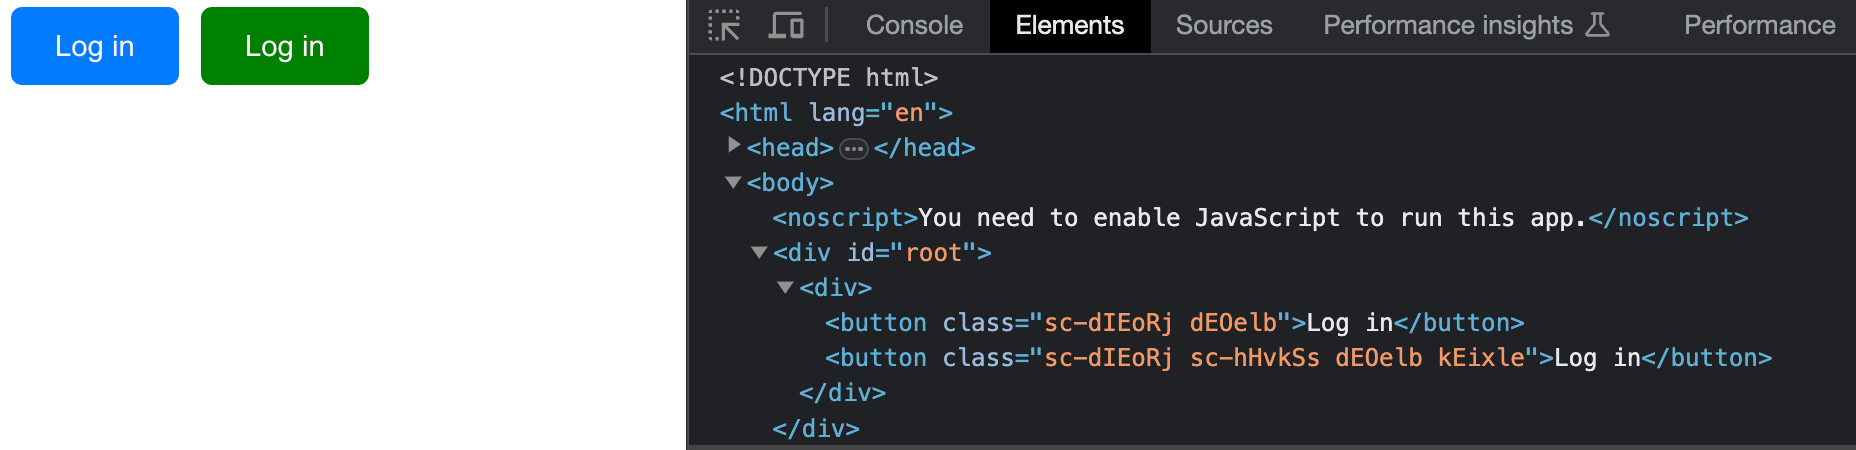 Log in Log in
Console Elements Sources Performance insights Performance
<!DOCTYPE html>
<html lang="en">
<head> ••• </head>
<body>
<noscript>You need to enable JavaScript to run this app.</noscript>
<div id="root">
<div>
<button class="sc-dIEoRj dEOelb">Log in</button>
<button class="sc-dIEoRj sc-hHvkSs dEOelb kEixle">Log in</button>
</div>
</div>